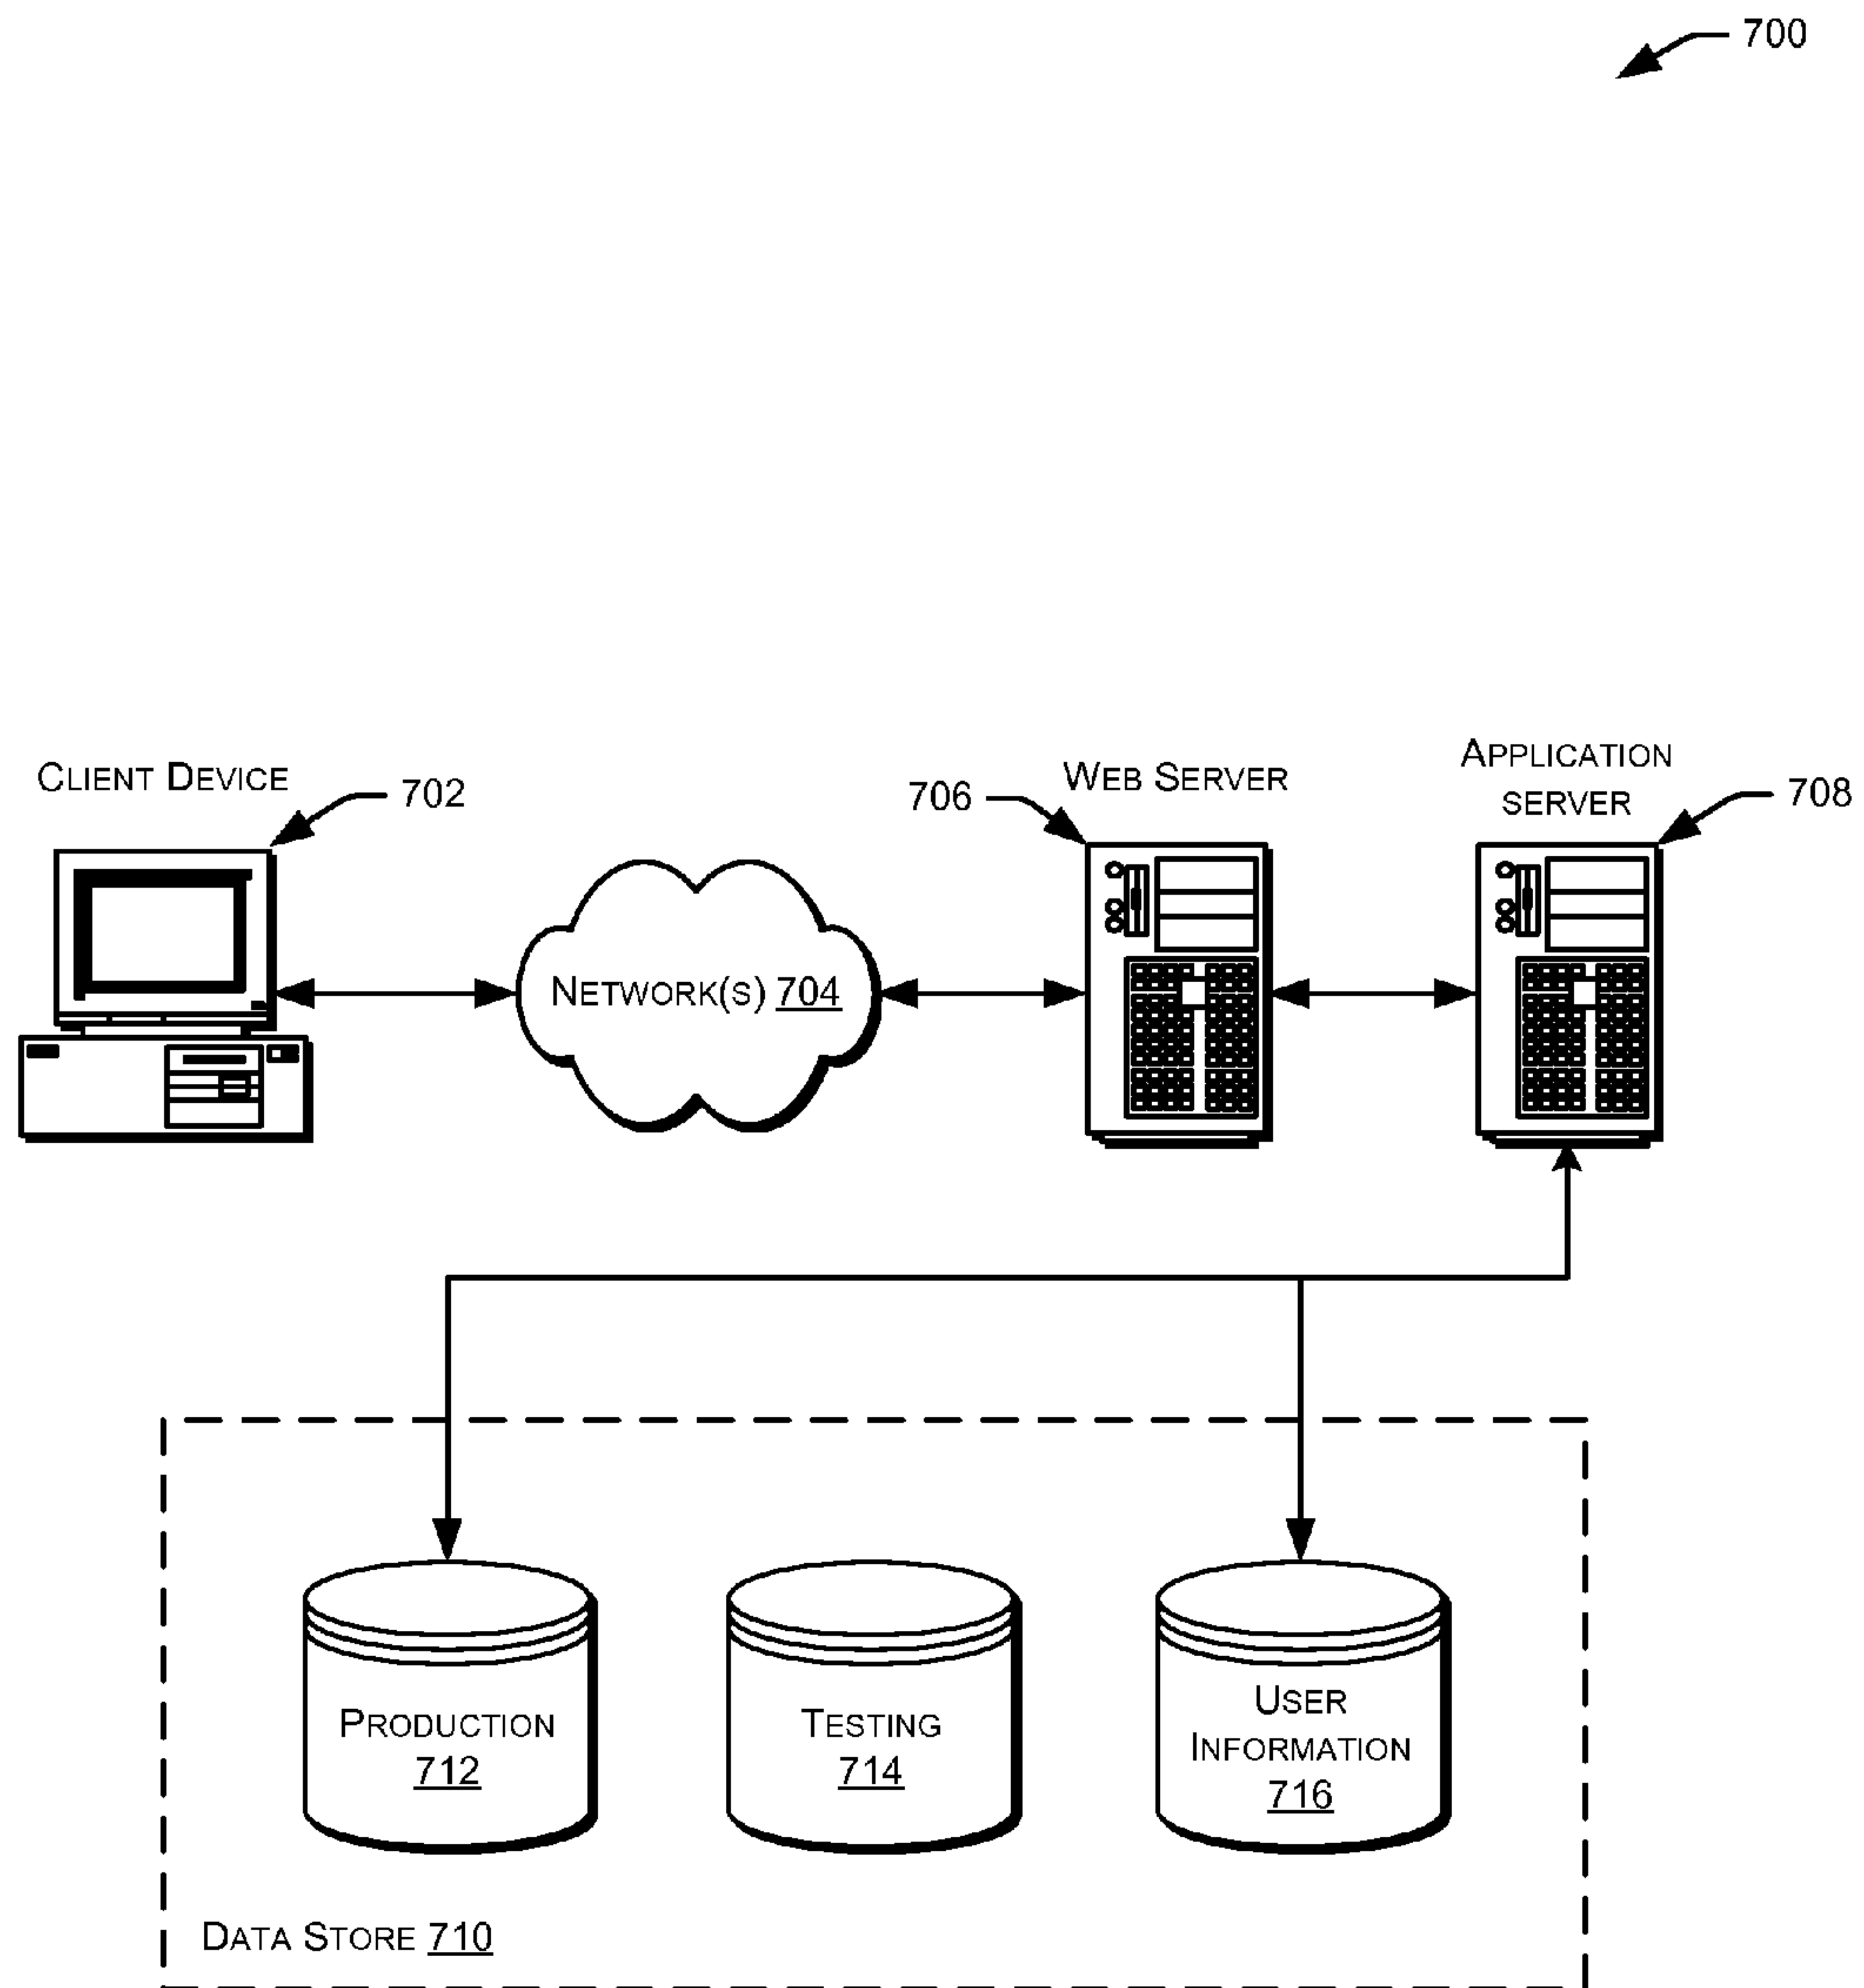 700
CLIENT DEVICE
702
706
WEB SERVER
APPLICATION
SERVER
708
NETWORK(S) 704
PRODUCTION
712
TESTING
714
USER
INFORMATION
716
DATA STORE 710